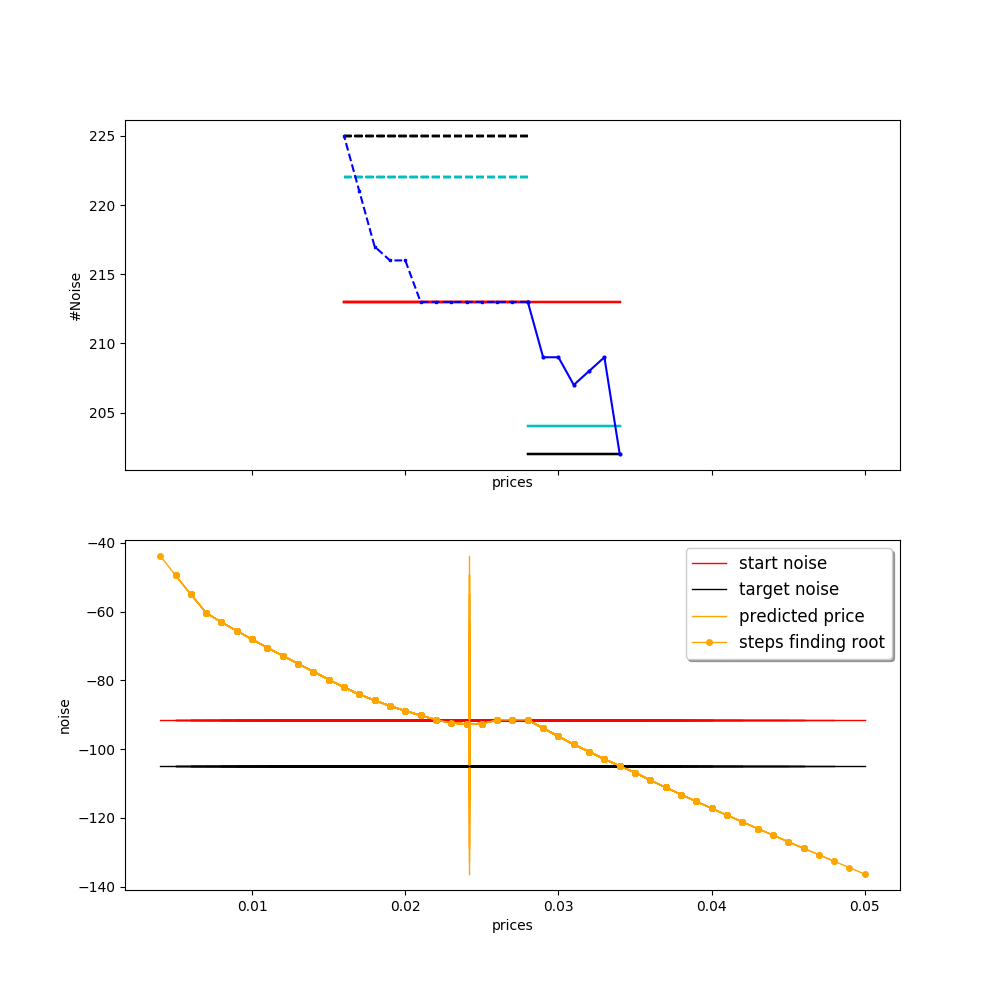 225
220
215
210
205
#Noise
prices
−40
−60
−80
−100
−120
−140
noise
start noise
target noise
predicted price
steps finding root
0.01 0.02 0.03 0.04 0.05
prices